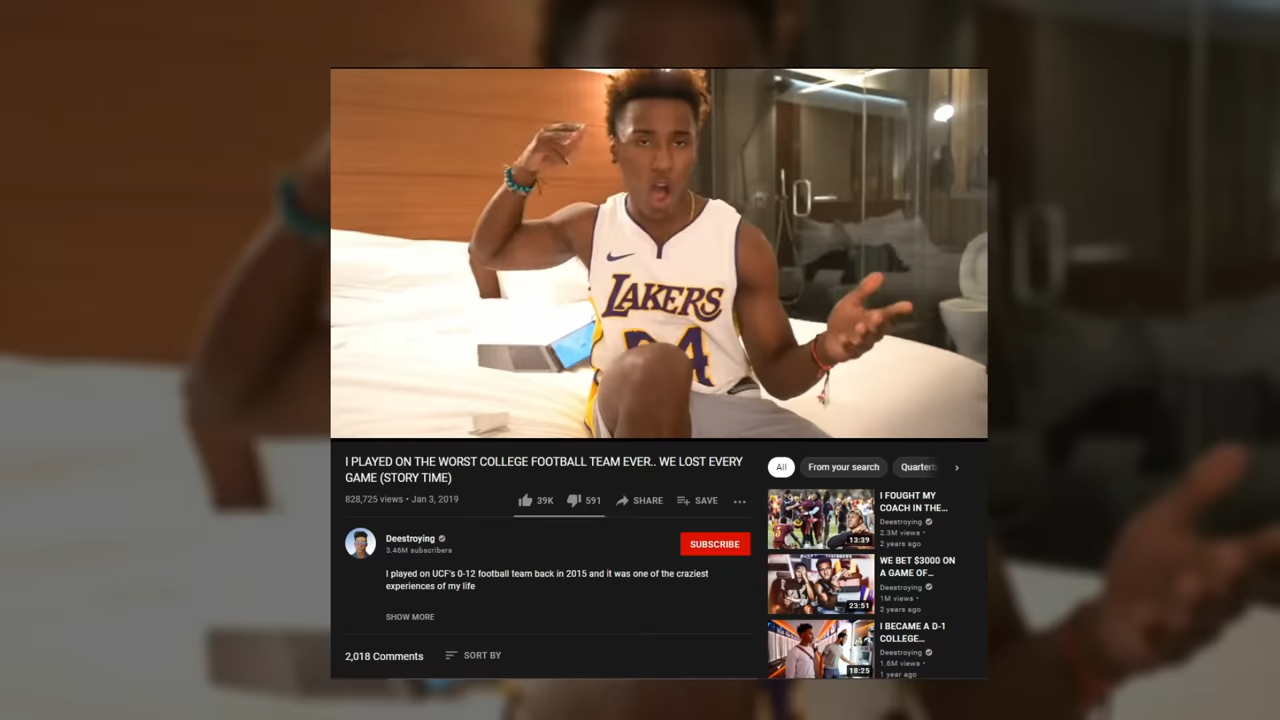 LAKERS
24
I PLAYED ON THE WORST COLLEGE FOOTBALL TEAM EVER.. WE LOST EVERY
GAME (STORY TIME)
828,725 views • Jan 3, 2019
39K
591
SHARE
SAVE
Deestroying
3.46M subscribers
SUBSCRIBE
I played on UCF's 0-12 football team back in 2015 and it was one of the craziest
experiences of my life
SHOW MORE
2,018 Comments
SORT BY
All
From your search
Quarterb
I FOUGHT MY
COACH IN THE...
Deestroying
2.3M views •
2 years ago
13:39
WE BET $3000 ON
A GAME OF...
Deestroying
1M views •
2 years ago
23:51
I BECAME A D-1
COLLEGE...
Deestroying
1.6M views •
1 year ago
18:25